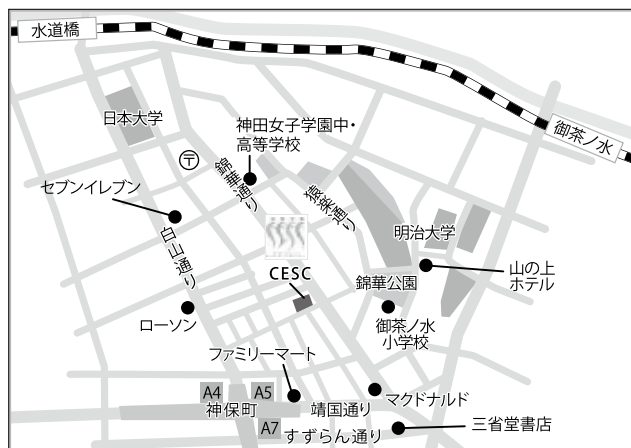 水道橋
御茶ノ水
日本大学
神田女子学園中・
高等学校
〒
錦華通り
猿楽通り
セブンイレブン
白山通り
明治大学
山の上
ホテル
CESC
錦華公園
ローソン
御茶ノ水
小学校
ファミリーマート
マクドナルド
A4
A5
神保町
靖国通り
A7
すずらん通り
三省堂書店